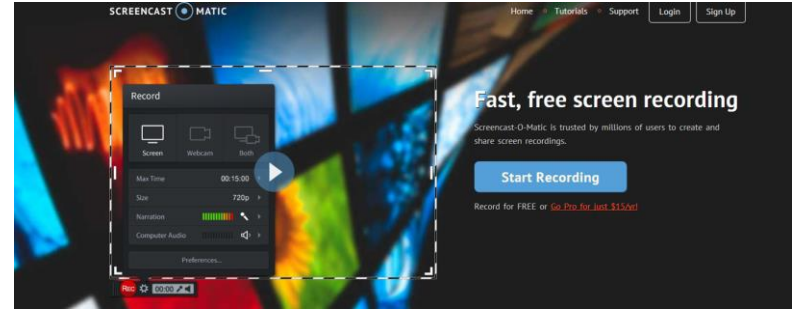 SCREENCAST MATIC
Home Tutorials Support Login Sign Up
Record
Screen Webcam Both
Max Time 00:15:00
Size 720p
Narration
Computer Audio
Preferences...
Rec 00:00
Fast, free screen recording
Screencast-O-Matic is trusted by millions of users to create and
share screen recordings.
Start Recording
Record for FREE or Go Pro for just $15/yr!